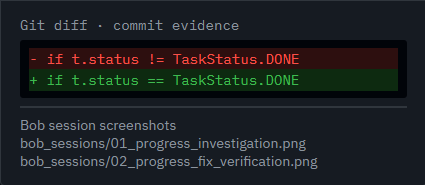 Git diff · commit evidence
- if t.status != TaskStatus.DONE
+ if t.status == TaskStatus.DONE
Bob session screenshots
bob_sessions/01_progress_investigation.png
bob_sessions/02_progress_fix_verification.png